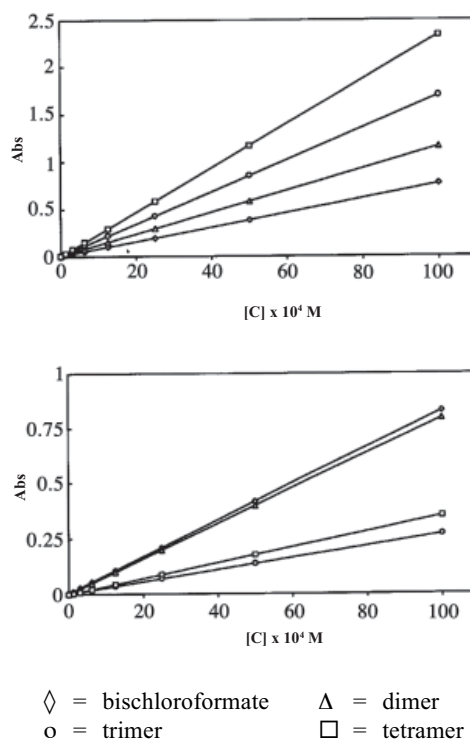 2.5
2
1.5
Abs
1
0.5
0
0 20 40 60 80 100
[C] x 10⁴ M
1
0.75
Abs
0.5
0.25
0
0 20 40 60 80 100
[C] x 10⁴ M
◊ = bischloroformate Δ = dimer
o = trimer □ = tetramer